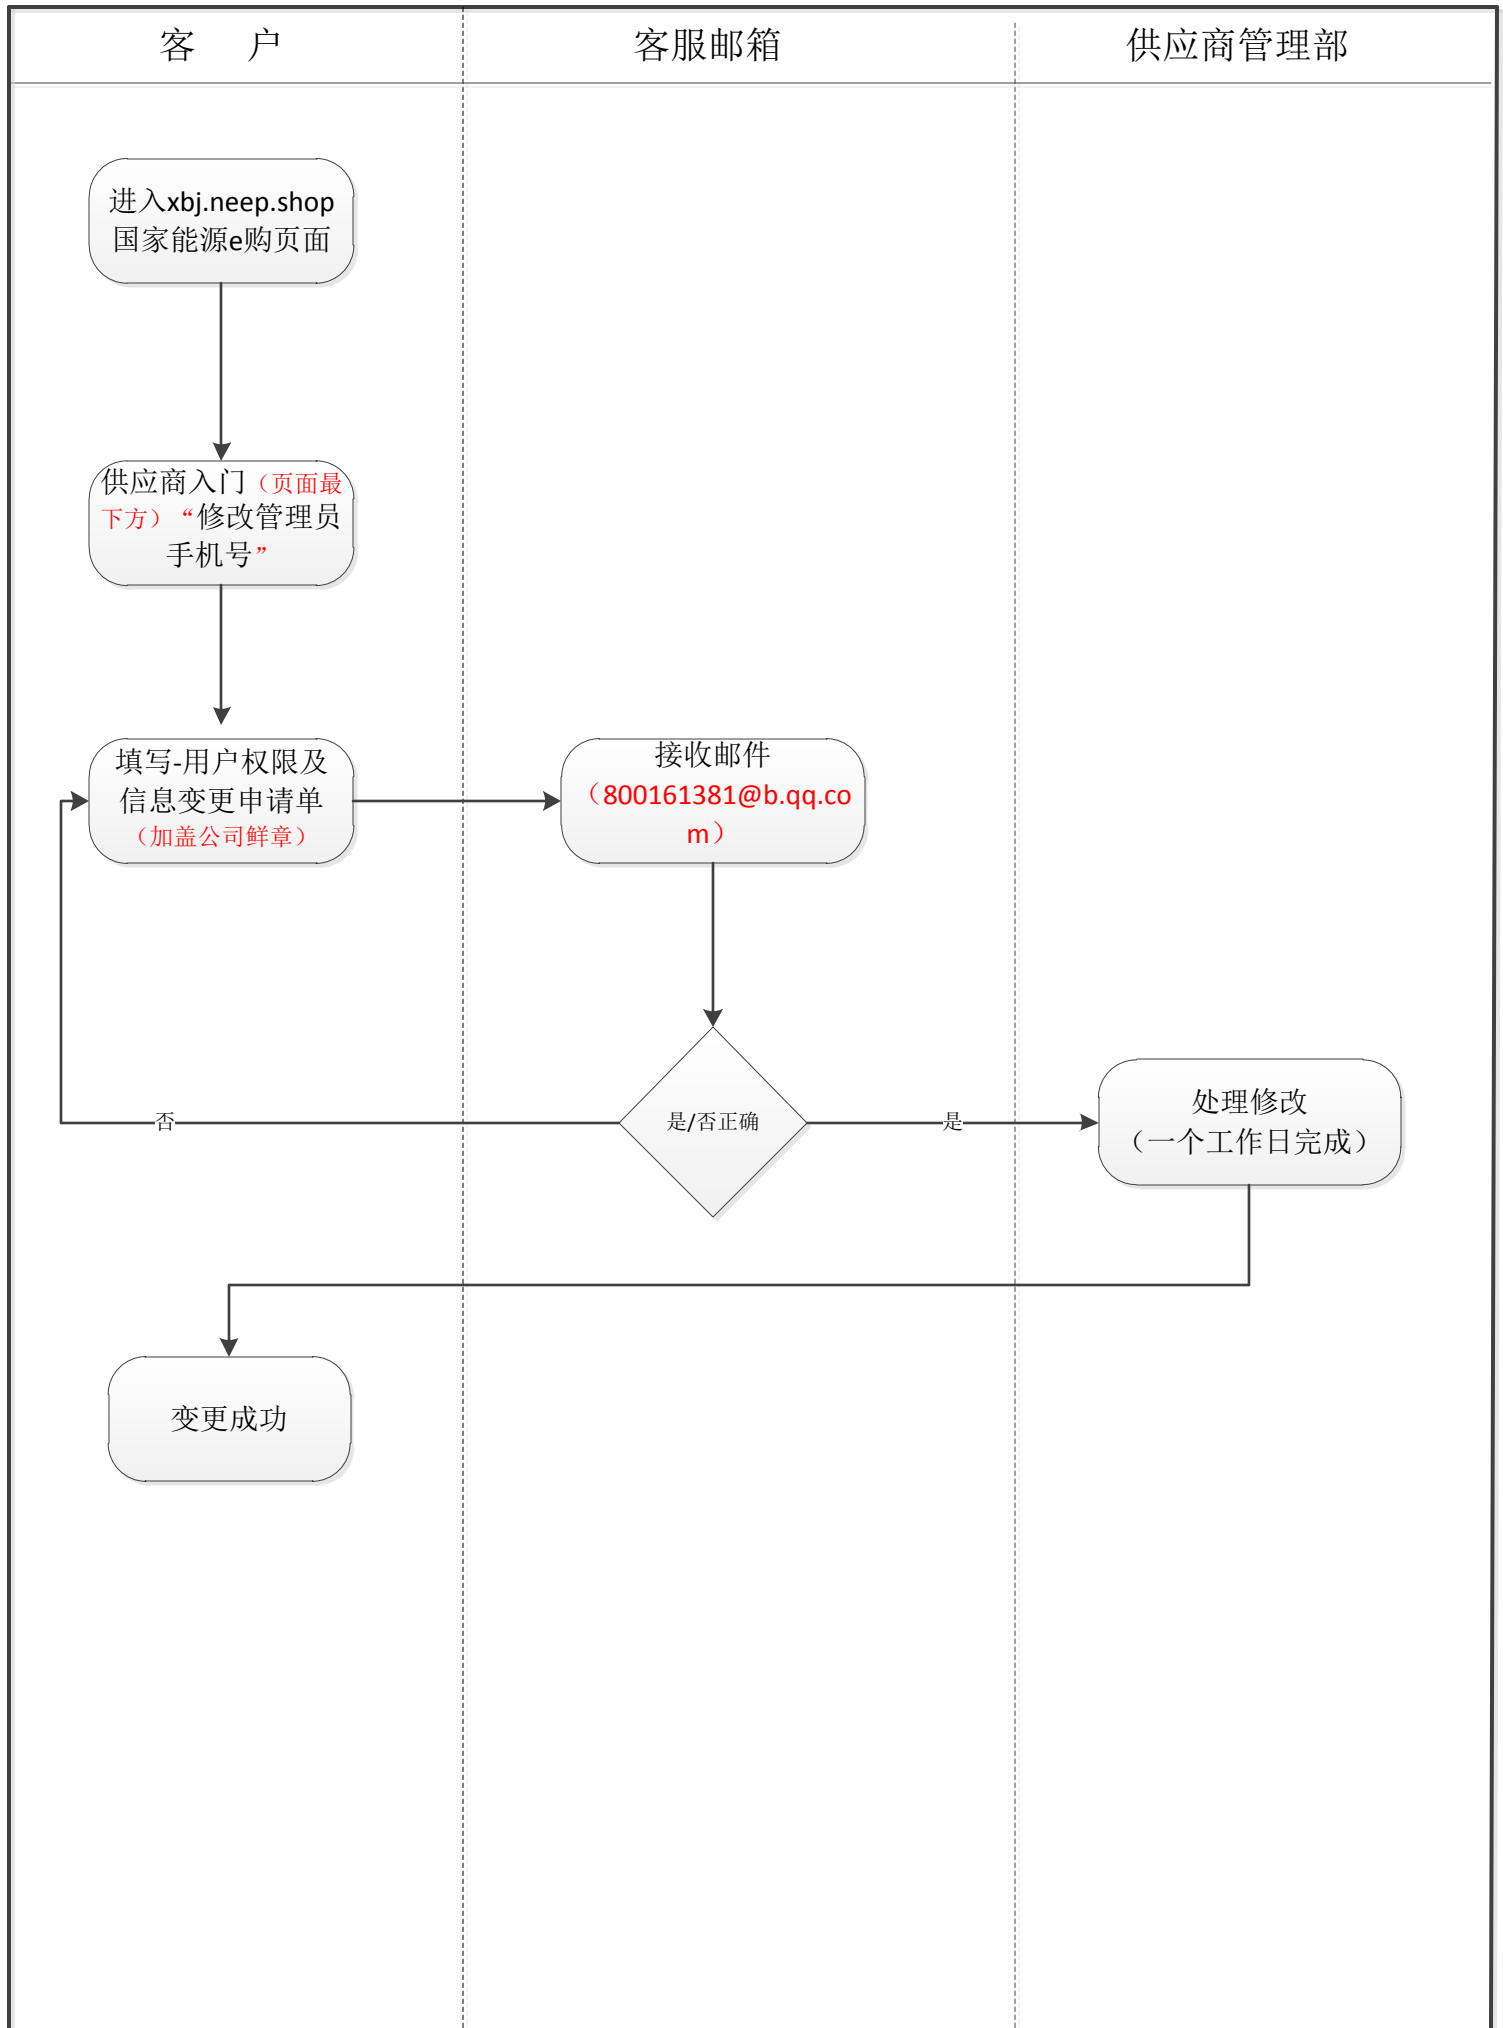 客 户
客服邮箱
供应商管理部
进入xbj.neep.shop
国家能源e购页面
供应商入门（页面最
下方）“修改管理员
手机号”
填写-用户权限及
信息变更申请单
（加盖公司鲜章）
接收邮件
（800161381@b.qq.co
m）
否
是/否正确
是
处理修改
（一个工作日完成）
变更成功